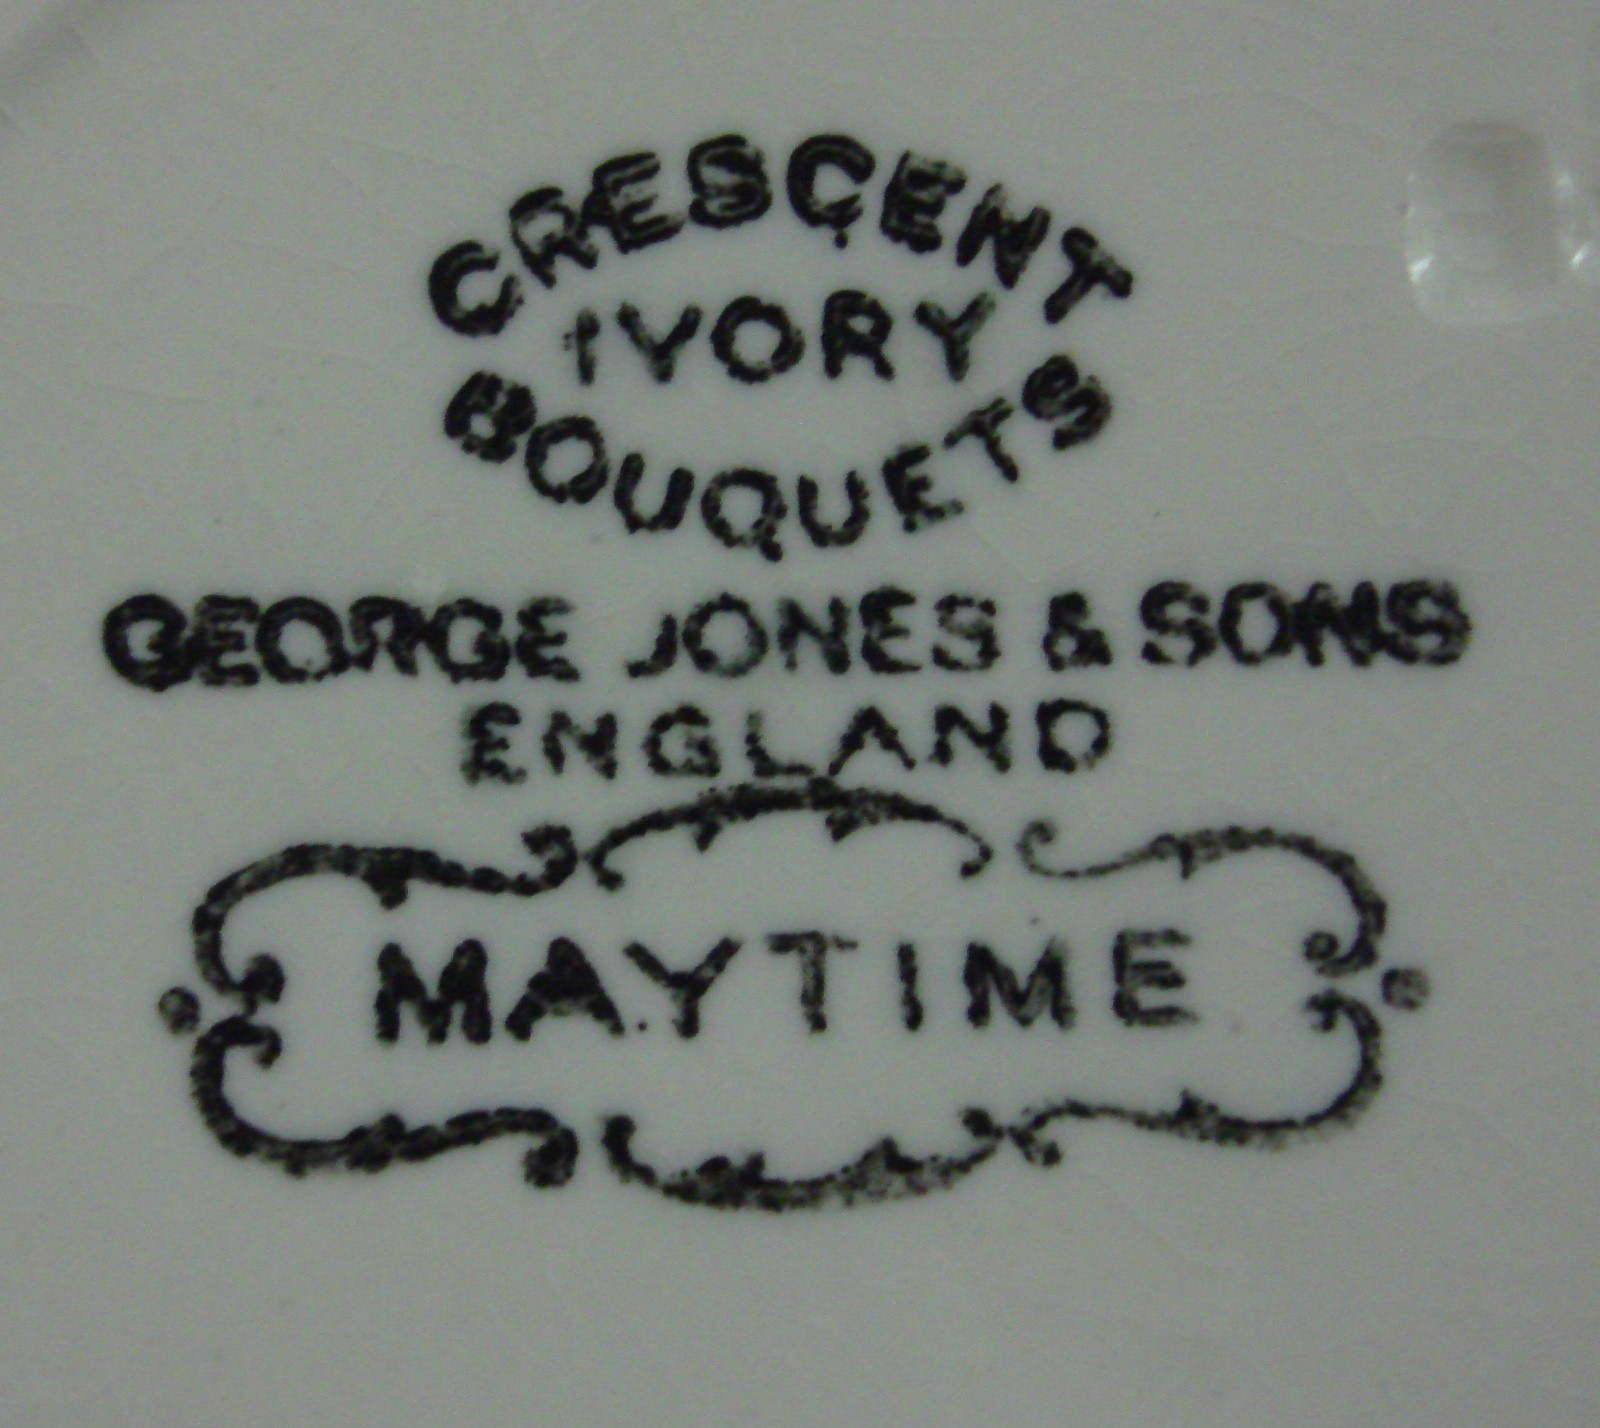 CRESCENT
IVORY
BOUQUETS
GEORGE JONES & SONS
ENGLAND
MAYTIME